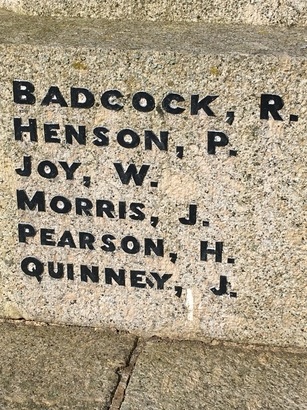 BADCOCK, R.
HENSON, P.
JOY, W.
MORRIS, J.
PEARSON, H.
QUINNEY, J.